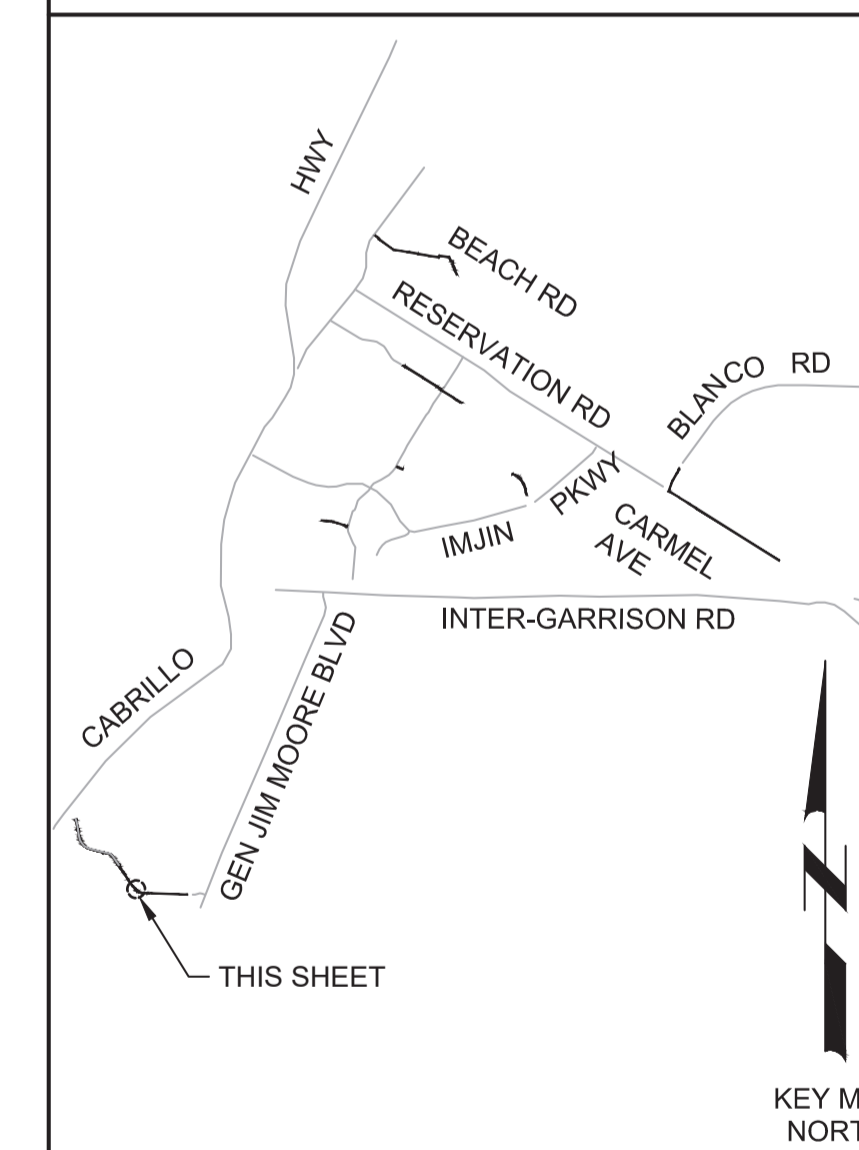 HWY
BEACH RD
RESERVATION RD
BLANCO RD
PKWY
CARMEL
AVE
IMJIN
INTER-GARRISON RD
CABRILLO
GEN JIM MOORE BLVD
THIS SHEET
KEY M
NORT